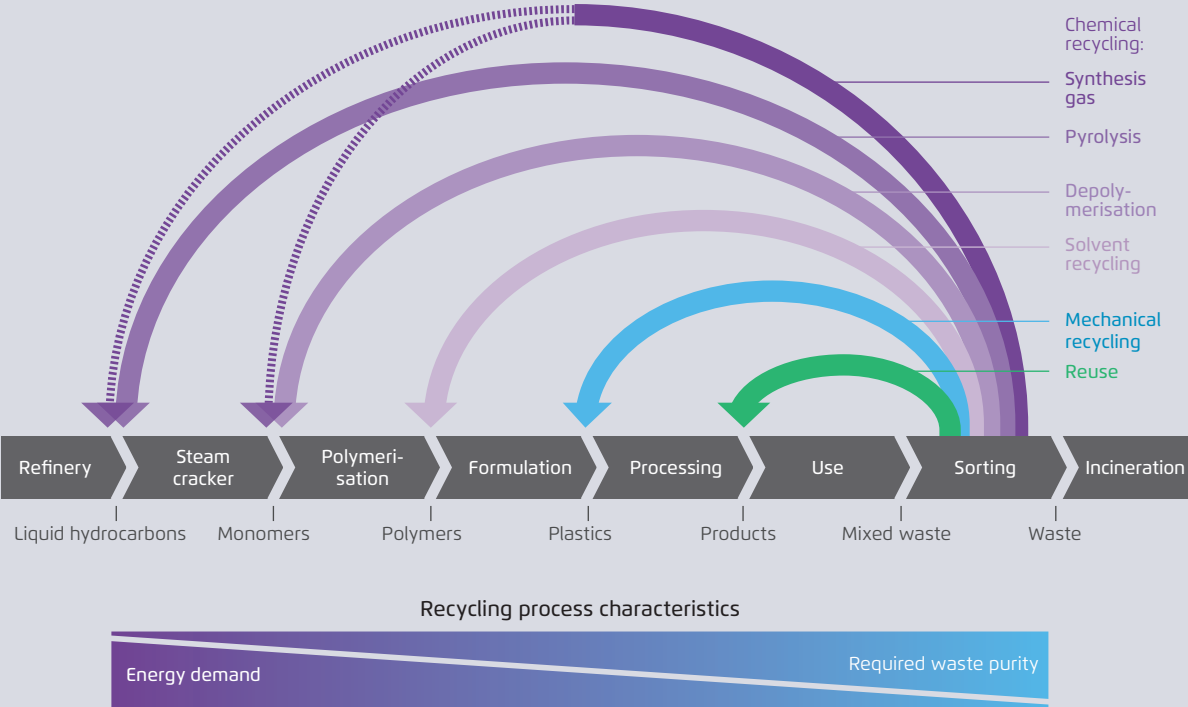 Chemical
recycling:
Synthesis
gas
Pyrolysis
Depoly-
merisation
Solvent
recycling
Mechanical
recycling
Reuse
Refinery
Steam
cracker
Polymeri-
sation
Formulation
Processing
Use
Sorting
Incineration
Liquid hydrocarbons
Monomers
Polymers
Plastics
Products
Mixed waste
Waste
Recycling process characteristics
Energy demand
Required waste purity